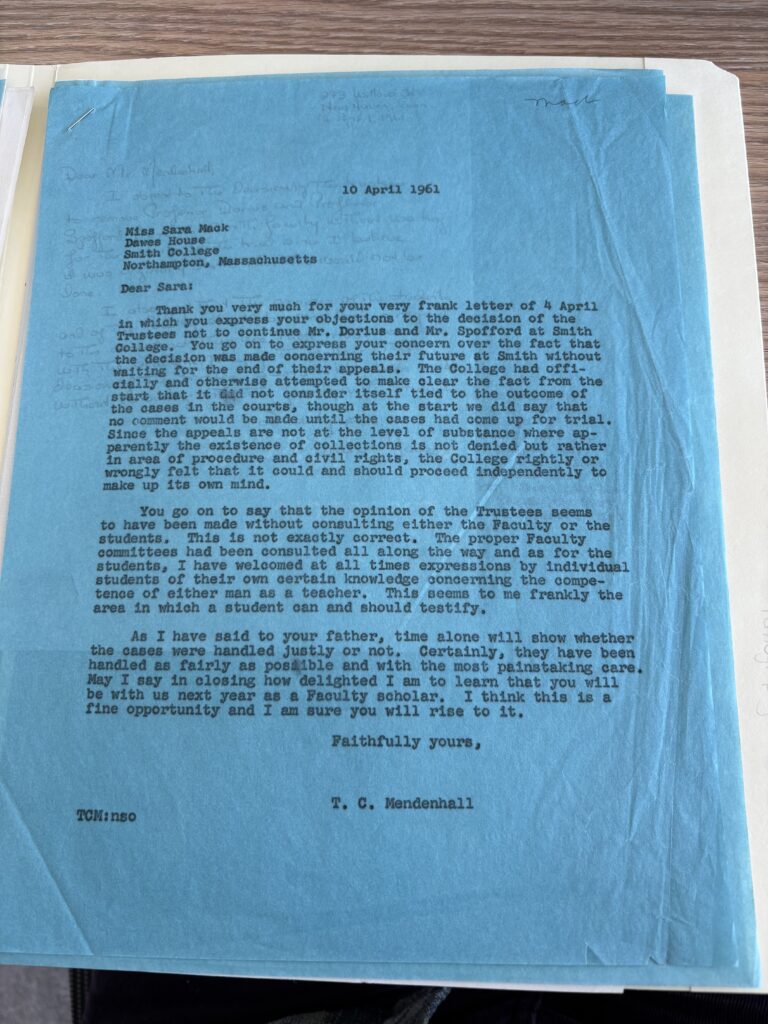 Mack
Dear Mr. Mendenhall,
10 April 1961
Miss Sara Mack
Dawes House
Smith College
Northampton, Massachusetts
Dear Sara:
Thank you very much for your very frank letter of 4 April
in which you express your objections to the decision of the
Trustees not to continue Mr. Dorius and Mr. Spofford at Smith
College. You go on to express your concern over the fact that
the decision was made concerning their future at Smith without
waiting for the end of their appeals. The College had offi-
cially and otherwise attempted to make clear the fact from the
start that it did not consider itself tied to the outcome of
the cases in the courts, though at the start we did say that
no comment would be made until the cases had come up for trial.
Since the appeals are not at the level of substance where ap-
parently the existence of collections is not denied but rather
in area of procedure and civil rights, the College rightly or
wrongly felt that it could and should proceed independently to
make up its own mind.
You go on to say that the opinion of the Trustees seems
to have been made without consulting either the Faculty or the
students. This is not exactly correct. The proper Faculty
committees had been consulted all along the way and as for the
students, I have welcomed at all times expressions by individual
students of their own certain knowledge concerning the compe-
tence of either man as a teacher. This seems to me frankly the
area in which a student can and should testify.
As I have said to your father, time alone will show whether
the cases were handled justly or not. Certainly, they have been
handled as fairly as possible and with the most painstaking care.
May I say in closing how delighted I am to learn that you will
be with us next year as a Faculty scholar. I think this is a
fine opportunity and I am sure you will rise to it.
Faithfully yours,
T. C. Mendenhall
TCM:nso